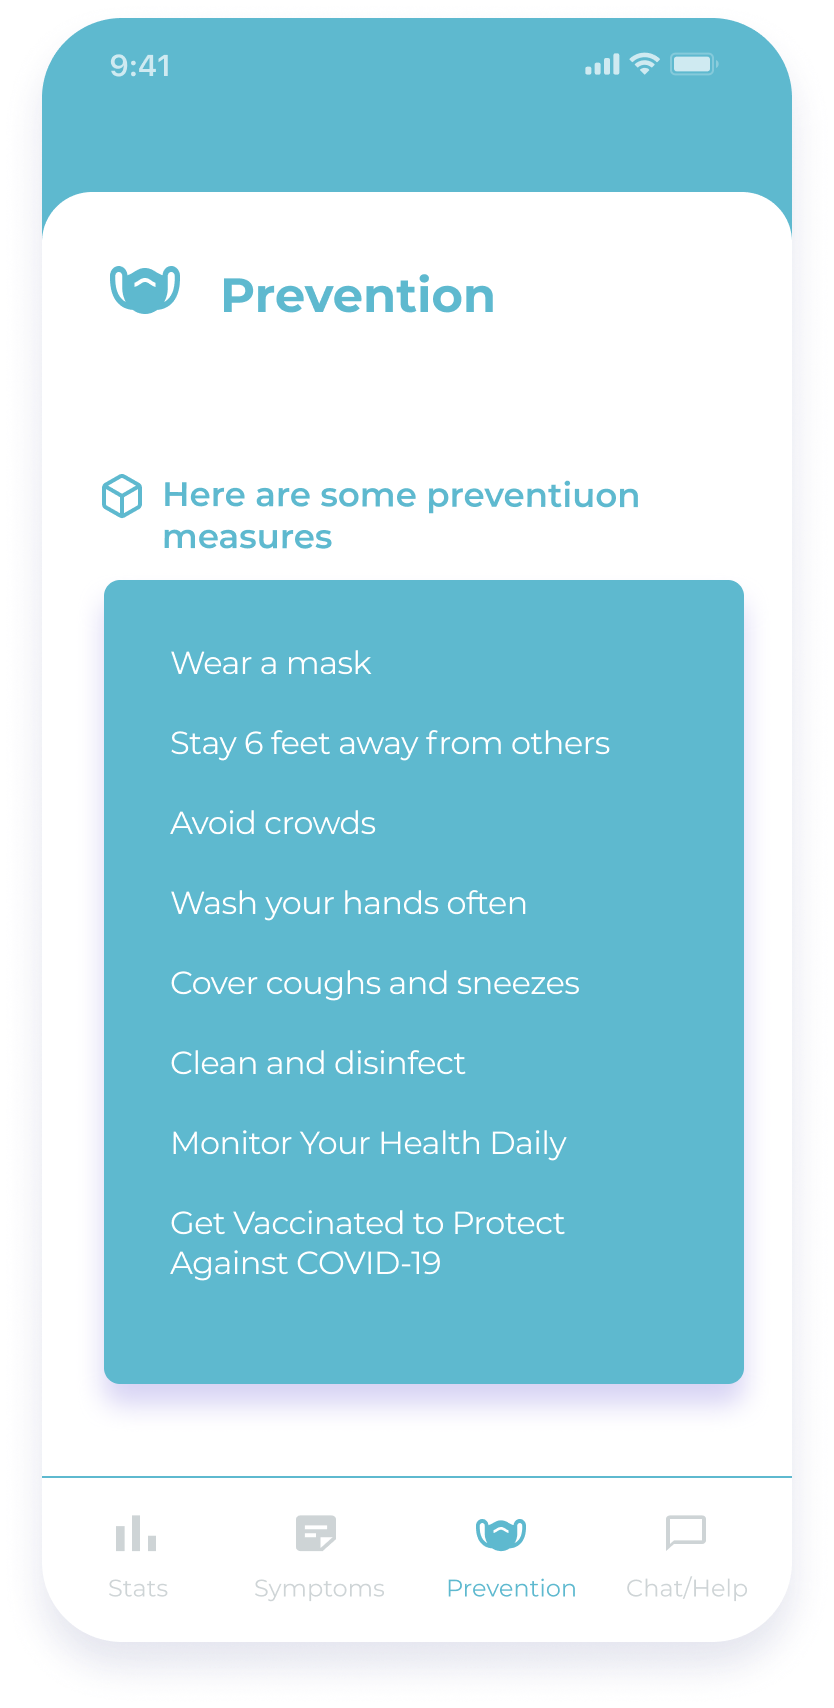 9:41
Prevention
Here are some preventiuon
measures
Wear a mask
Stay 6 feet away from others
Avoid crowds
Wash your hands often
Cover coughs and sneezes
Clean and disinfect
Monitor Your Health Daily
Get Vaccinated to Protect
Against COVID-19
Stats Symptoms Prevention Chat/Help